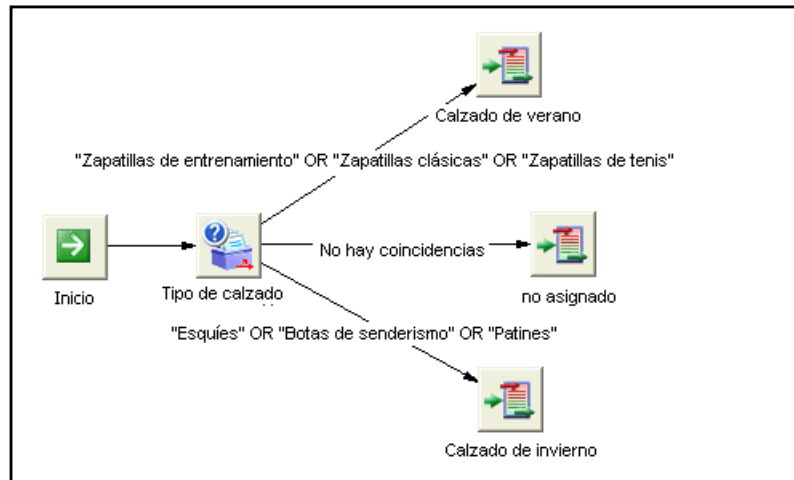 Calzado de verano
"Zapatillas de entrenamiento" OR "Zapatillas clásicas" OR "Zapatillas de tenis"
No hay coincidencias
Inicio
Tipo de calzado
no asignado
"Esquíes" OR "Botas de senderismo" OR "Patines"
Calzado de invierno